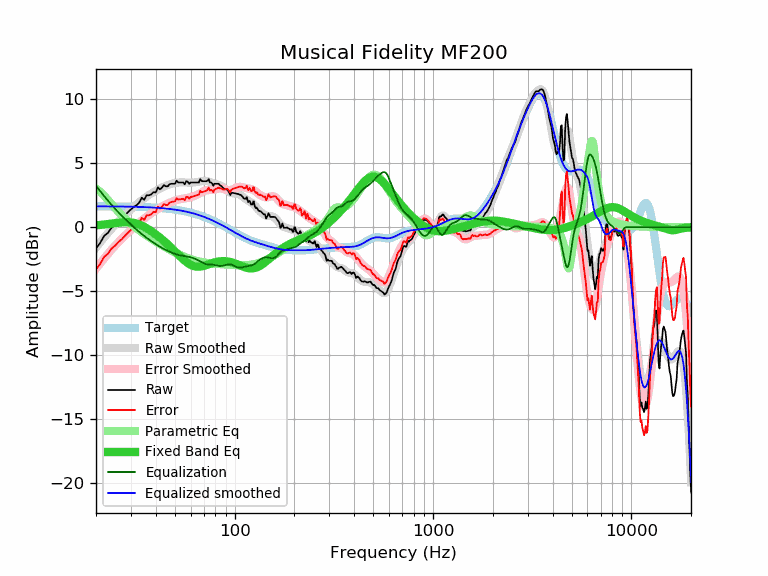 Musical Fidelity MF200
Amplitude (dBr)
10
5
0
−5
−10
−15
−20
Target
Raw Smoothed
Error Smoothed
Raw
Error
Parametric Eq
Fixed Band Eq
Equalization
Equalized smoothed
100
1000
10000
Frequency (Hz)